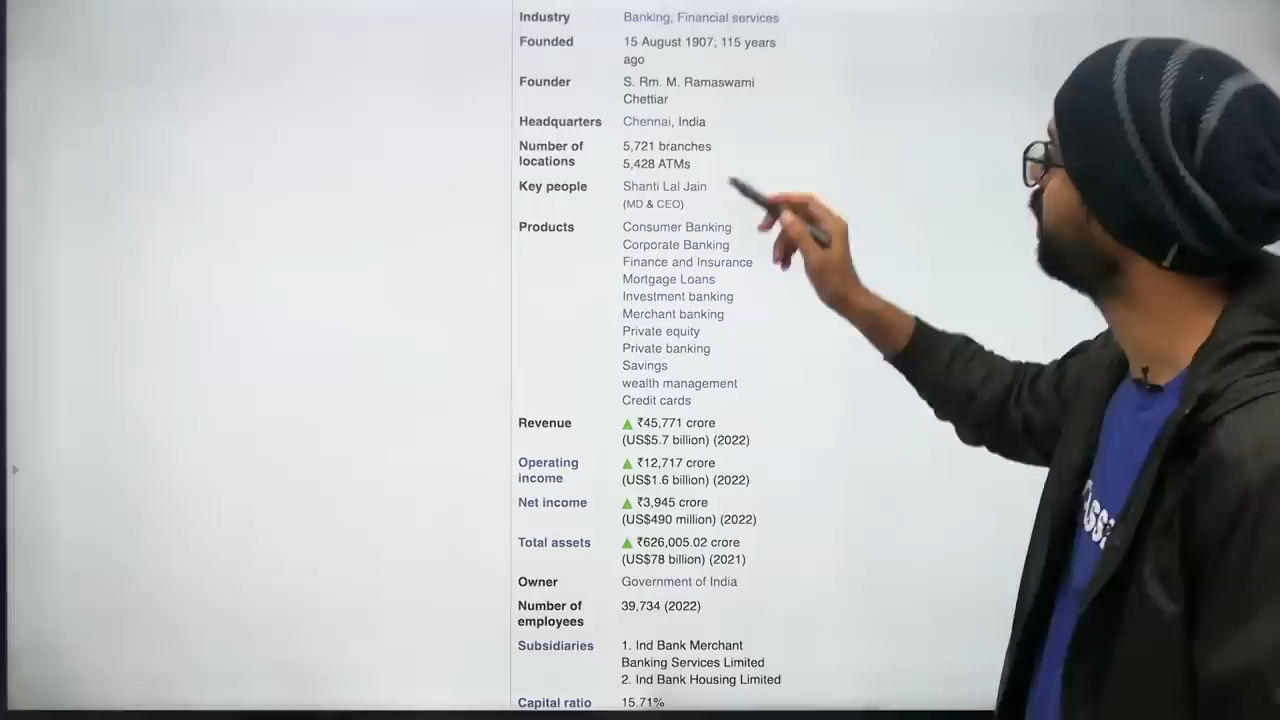 Industry Banking, Financial services
Founded 15 August 1907; 115 years
ago
Founder S. Rm. M. Ramaswami
Chettiar
Headquarters Chennai, India
Number of 5,721 branches
locations 5,428 ATMs
Key people Shanti Lal Jain
(MD & CEO)
Products Consumer Banking
Corporate Banking
Finance and Insurance
Mortgage Loans
Investment banking
Merchant banking
Private equity
Private banking
Savings
wealth management
Credit cards
Revenue ▲ ₹45,771 crore
(US$5.7 billion) (2022)
Operating ▲ ₹12,717 crore
income (US$1.6 billion) (2022)
Net income ▲ ₹3,945 crore
(US$490 million) (2022)
Total assets ▲ ₹626,005.02 crore
(US$78 billion) (2021)
Owner Government of India
Number of 39,734 (2022)
employees
Subsidiaries 1. Ind Bank Merchant
Banking Services Limited
2. Ind Bank Housing Limited
Capital ratio 15.71%